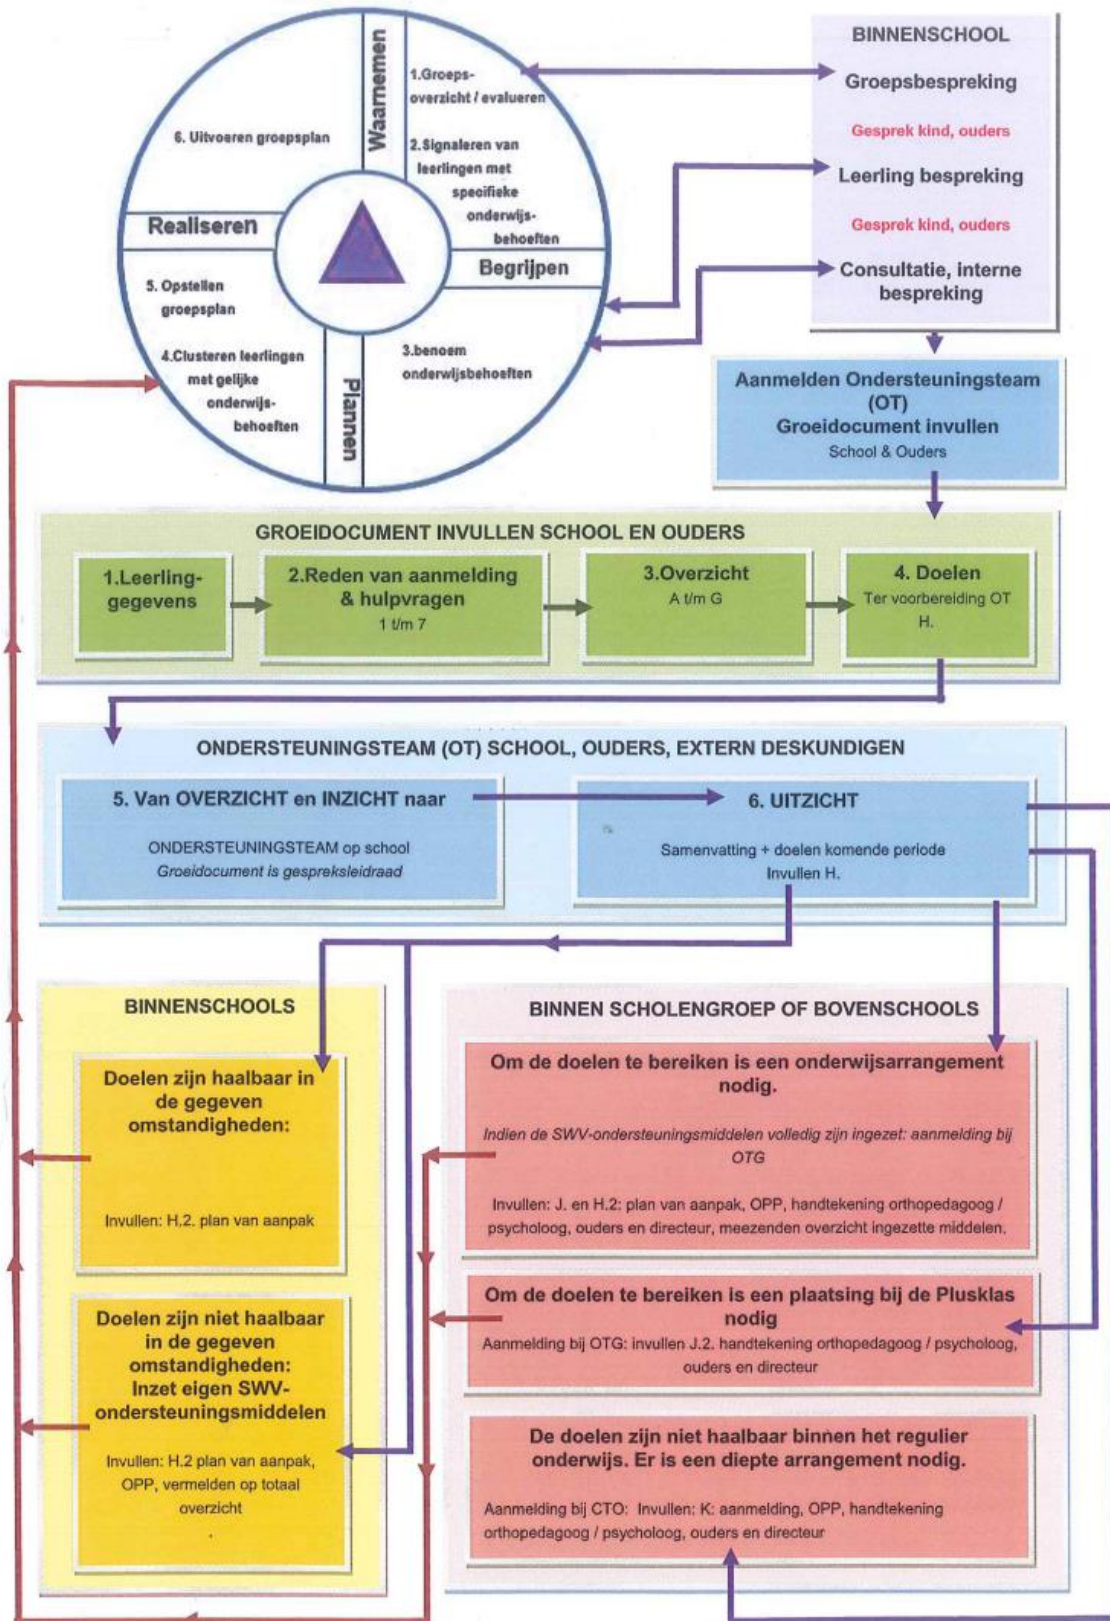 Waarnemen
1.Groeps-
overzicht / evalueren
2.Signaleren van
leerlingen met
specifieke
onderwijs-
behoeften
Begrijpen
3.benoem
onderwijsbehoeften
Plannen
4.Clusteren leerlingen
met gelijke
onderwijs-
behoeften
5. Opstellen
groepsplan
Realiseren
6. Uitvoeren groepsplan
BINNENSCHOOL
Groepsbespreking
Gesprek kind, ouders
Leerling bespreking
Gesprek kind, ouders
Consultatie, interne
bespreking
Aanmelden Ondersteuningsteam
(OT)
Groeidocument invullen
School & Ouders
GROEIDOCUMENT INVULLEN SCHOOL EN OUDERS
1.Leerling-
gegevens
2.Reden van aanmelding
& hulpvragen
1 t/m 7
3.Overzicht
A t/m G
4. Doelen
Ter voorbereiding OT
H.
ONDERSTEUNINGSTEAM (OT) SCHOOL, OUDERS, EXTERN DESKUNDIGEN
5. Van OVERZICHT en INZICHT naar
ONDERSTEUNINGSTEAM op school
Groeidocument is gespreksleidraad
6. UITZICHT
Samenvatting + doelen komende periode
Invullen H.
BINNENSCHOOLS
Doelen zijn haalbaar in
de gegeven
omstandigheden:
Invullen: H.2. plan van aanpak
Doelen zijn niet haalbaar
in de gegeven
omstandigheden:
Inzet eigen SWV-
ondersteuningsmiddelen
Invullen: H.2 plan van aanpak,
OPP, vermelden op totaal
overzicht
.
BINNEN SCHOLENGROEP OF BOVENSCHOOLS
Om de doelen te bereiken is een onderwijsarrangement
nodig.
Indien de SWV-ondersteuningsmiddelen volledig zijn ingezet: aanmelding bij
OTG
Invullen: J. en H.2: plan van aanpak, OPP, handtekening orthopedagoog /
psycholoog, ouders en directeur, meezenden overzicht ingezette middelen.
Om de doelen te bereiken is een plaatsing bij de Plusklas
nodig
Aanmelding bij OTG: invullen J.2. handtekening orthopedagoog / psycholoog,
ouders en directeur
De doelen zijn niet haalbaar binnen het regulier
onderwijs. Er is een diepte arrangement nodig.
Aanmelding bij CTO: Invullen: K: aanmelding, OPP, handtekening
orthopedagoog / psycholoog, ouders en directeur